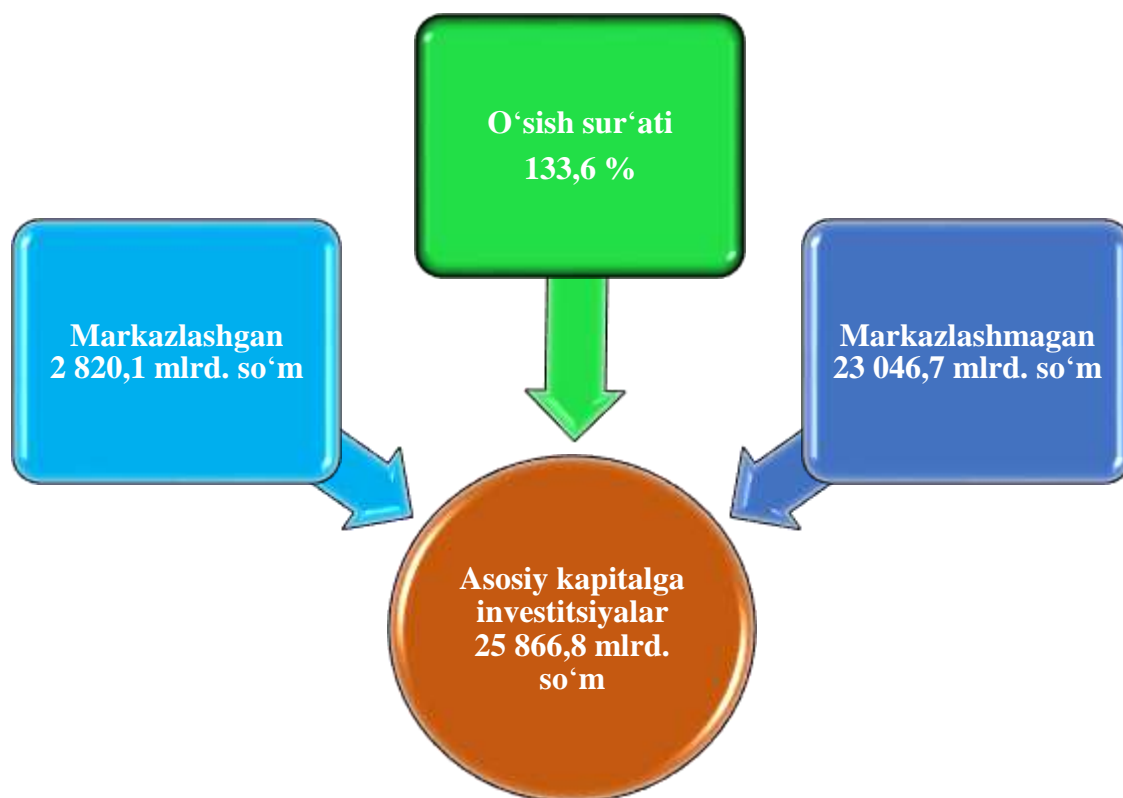 O‘sish sur‘ati
133,6 %
Markazlashgan
2 820,1 mlrd. so‘m
Markazlashmagan
23 046,7 mlrd. so‘m
Asosiy kapitalga
investitsiyalar
25 866,8 mlrd.
so‘m